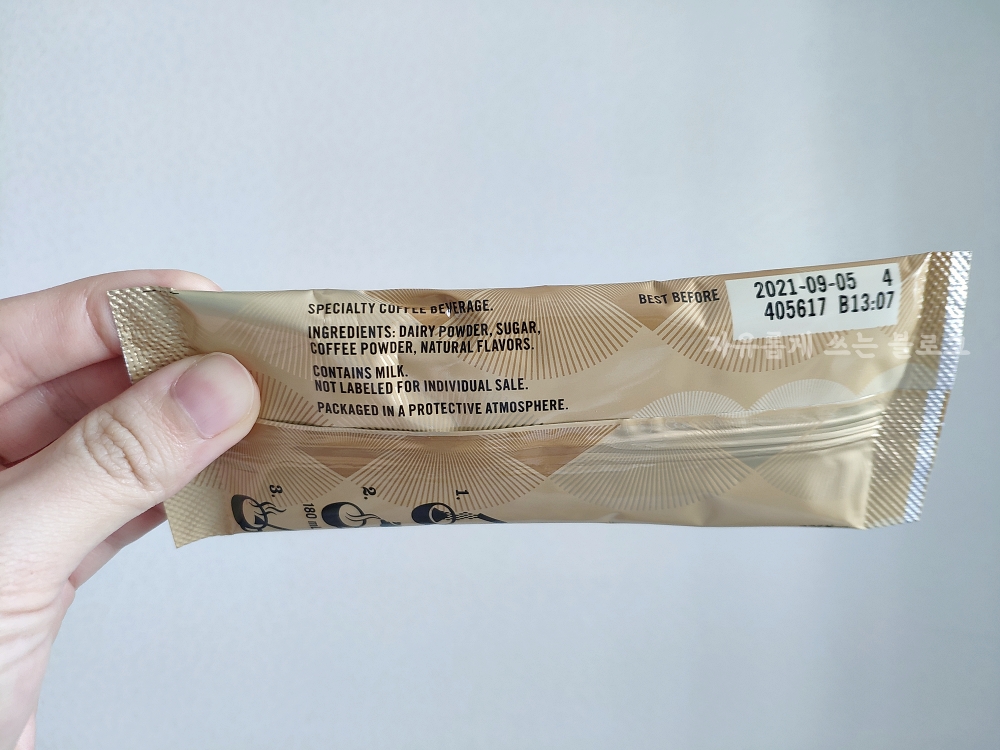 SPECIALTY COFFEE BEVERAGE.
INGREDIENTS: DAIRY POWDER, SUGAR,
COFFEE POWDER, NATURAL FLAVORS.
CONTAINS MILK.
NOT LABELED FOR INDIVIDUAL SALE.
PACKAGED IN A PROTECTIVE ATMOSPHERE.
BEST BEFORE
2021-09-05 4
405617 B13:07
자유롭게 쓰는 블로그
1.
2.
3.
180